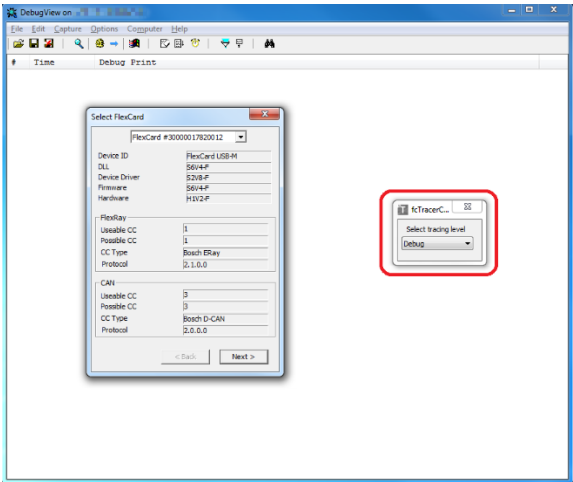 DebugView on
File Edit Capture Options Computer Help
# Time Debug Print
Select FlexCard
FlexCard #30000017820012
Device ID FlexCard USB-M
DLL S6V4-F
Device Driver S2V8-F
Firmware S6V4-F
Hardware H1V2-F
FlexRay
Useable CC 1
Possible CC 1
CC Type Bosch ERay
Protocol 2.1.0.0
CAN
Useable CC 3
Possible CC 3
CC Type Bosch D-CAN
Protocol 2.0.0.0
< Back Next >
fcTracerC...
Select tracing level
Debug